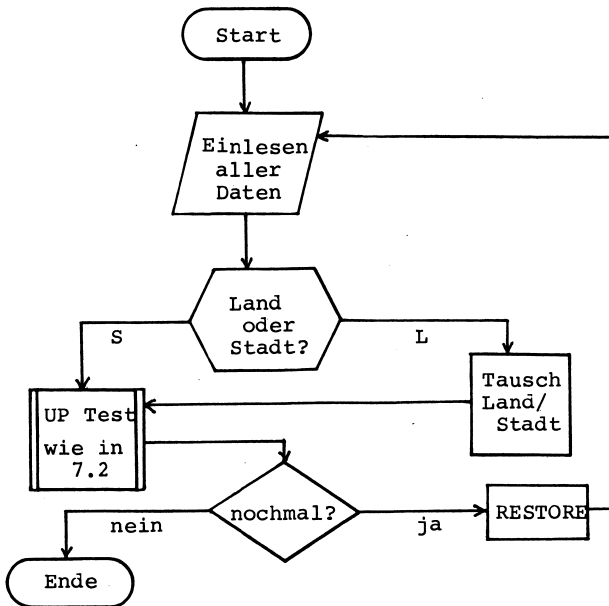 Start
Einlesen
aller
Daten
Land
oder
Stadt?
S
L
Tausch
Land/
Stadt
UP Test
wie in
7.2
nochmal?
nein
ja
RESTORE
Ende